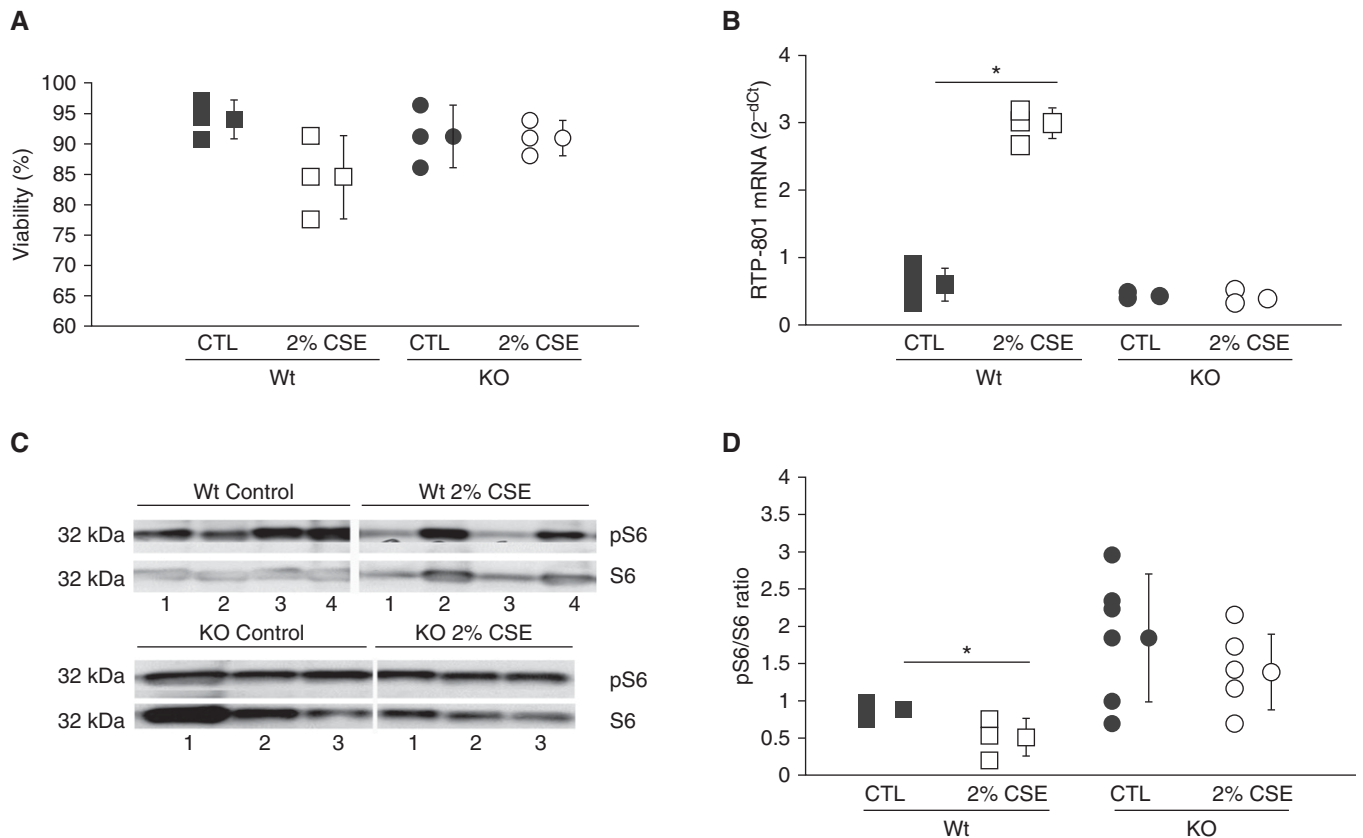 A
Viability (%)
100
95
90
85
80
75
70
65
60
CTL
2% CSE
CTL
2% CSE
Wt
KO
B
RTP-801 mRNA (2⁻ᵈᶜᵗ)
4
3
2
1
0
*
CTL
2% CSE
CTL
2% CSE
Wt
KO
C
Wt Control
Wt 2% CSE
32 kDa
pS6
32 kDa
S6
1 2 3 4 1 2 3 4
KO Control
KO 2% CSE
32 kDa
pS6
32 kDa
S6
1 2 3 1 2 3
D
pS6/S6 ratio
4
3.5
3
2.5
2
1.5
1
0.5
0
*
CTL
2% CSE
CTL
2% CSE
Wt
KO